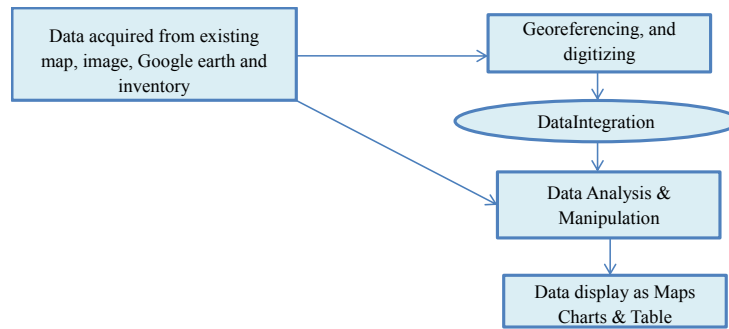 Data acquired from existing
map, image, Google earth and
inventory
Georeferencing, and
digitizing
DataIntegration
Data Analysis &
Manipulation
Data display as Maps
Charts & Table